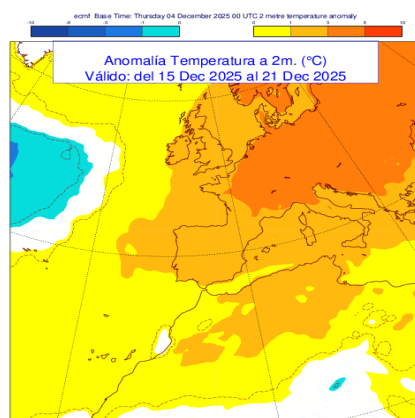 ecmf Base Time: Thursday 04 December 2025 00 UTC 2 metre temperature anomaly
Anomalía Temperatura a 2m. (°C)
Válido: del 15 Dec 2025 al 21 Dec 2025